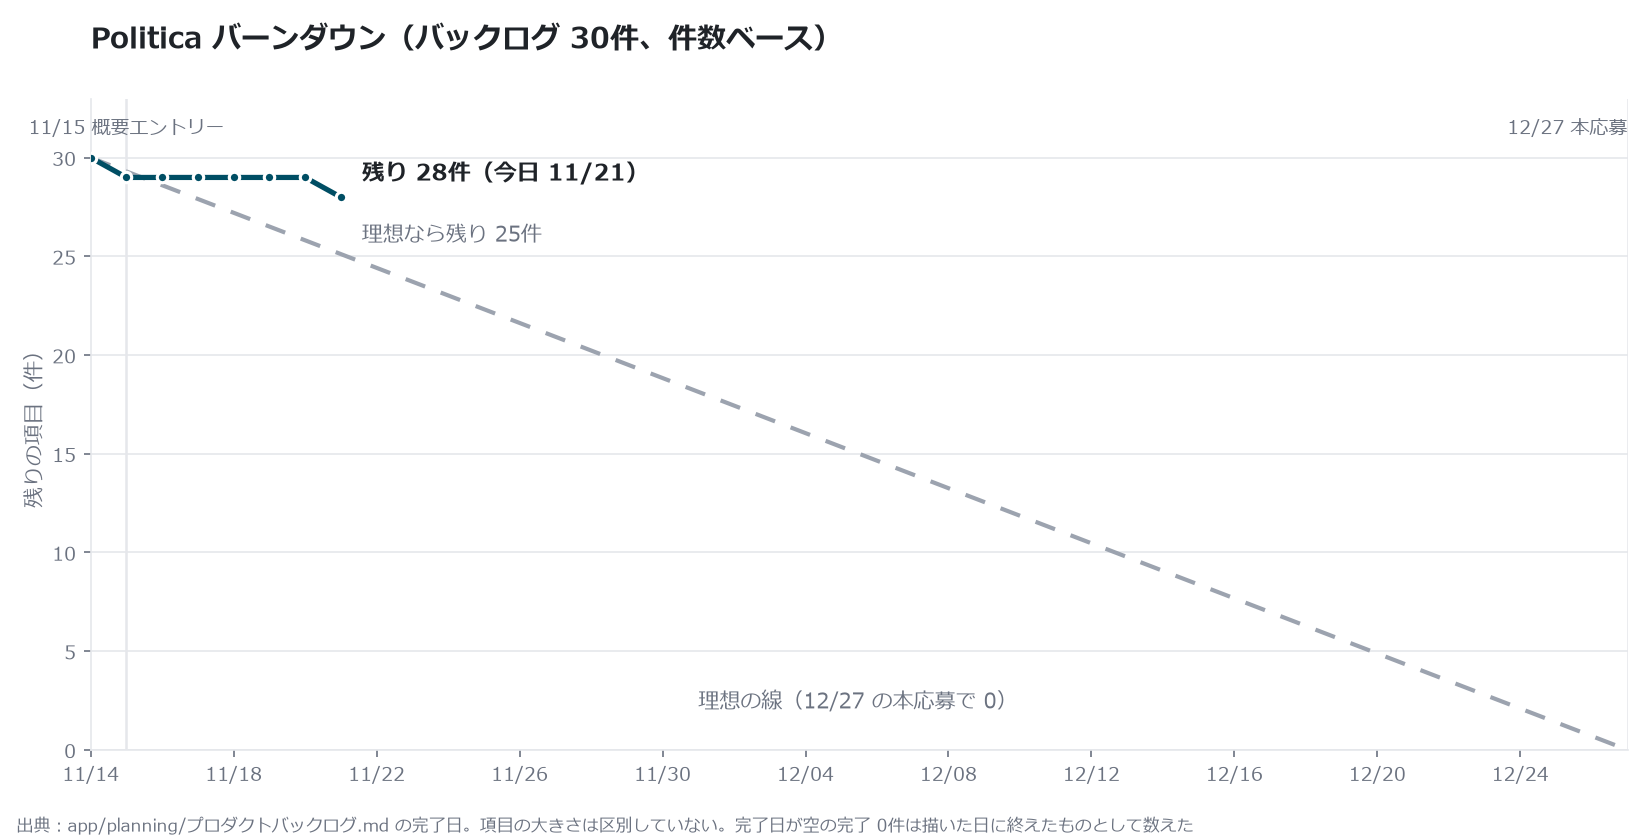 Politica バーンダウン（バックログ 30件、件数ベース）
11/15 概要エントリー
12/27 本応募
残り 28件（今日 11/21）
理想なら残り 25件
理想の線（12/27 の本応募で 0）
残りの項目（件）
30
25
20
15
10
5
0
11/14 11/18 11/22 11/26 11/30 12/04 12/08 12/12 12/16 12/20 12/24
出典：app/planning/プロダクトバックログ.md の完了日。項目の大きさは区別していない。完了日が空の完了 0件は描いた日に終えたものとして数えた